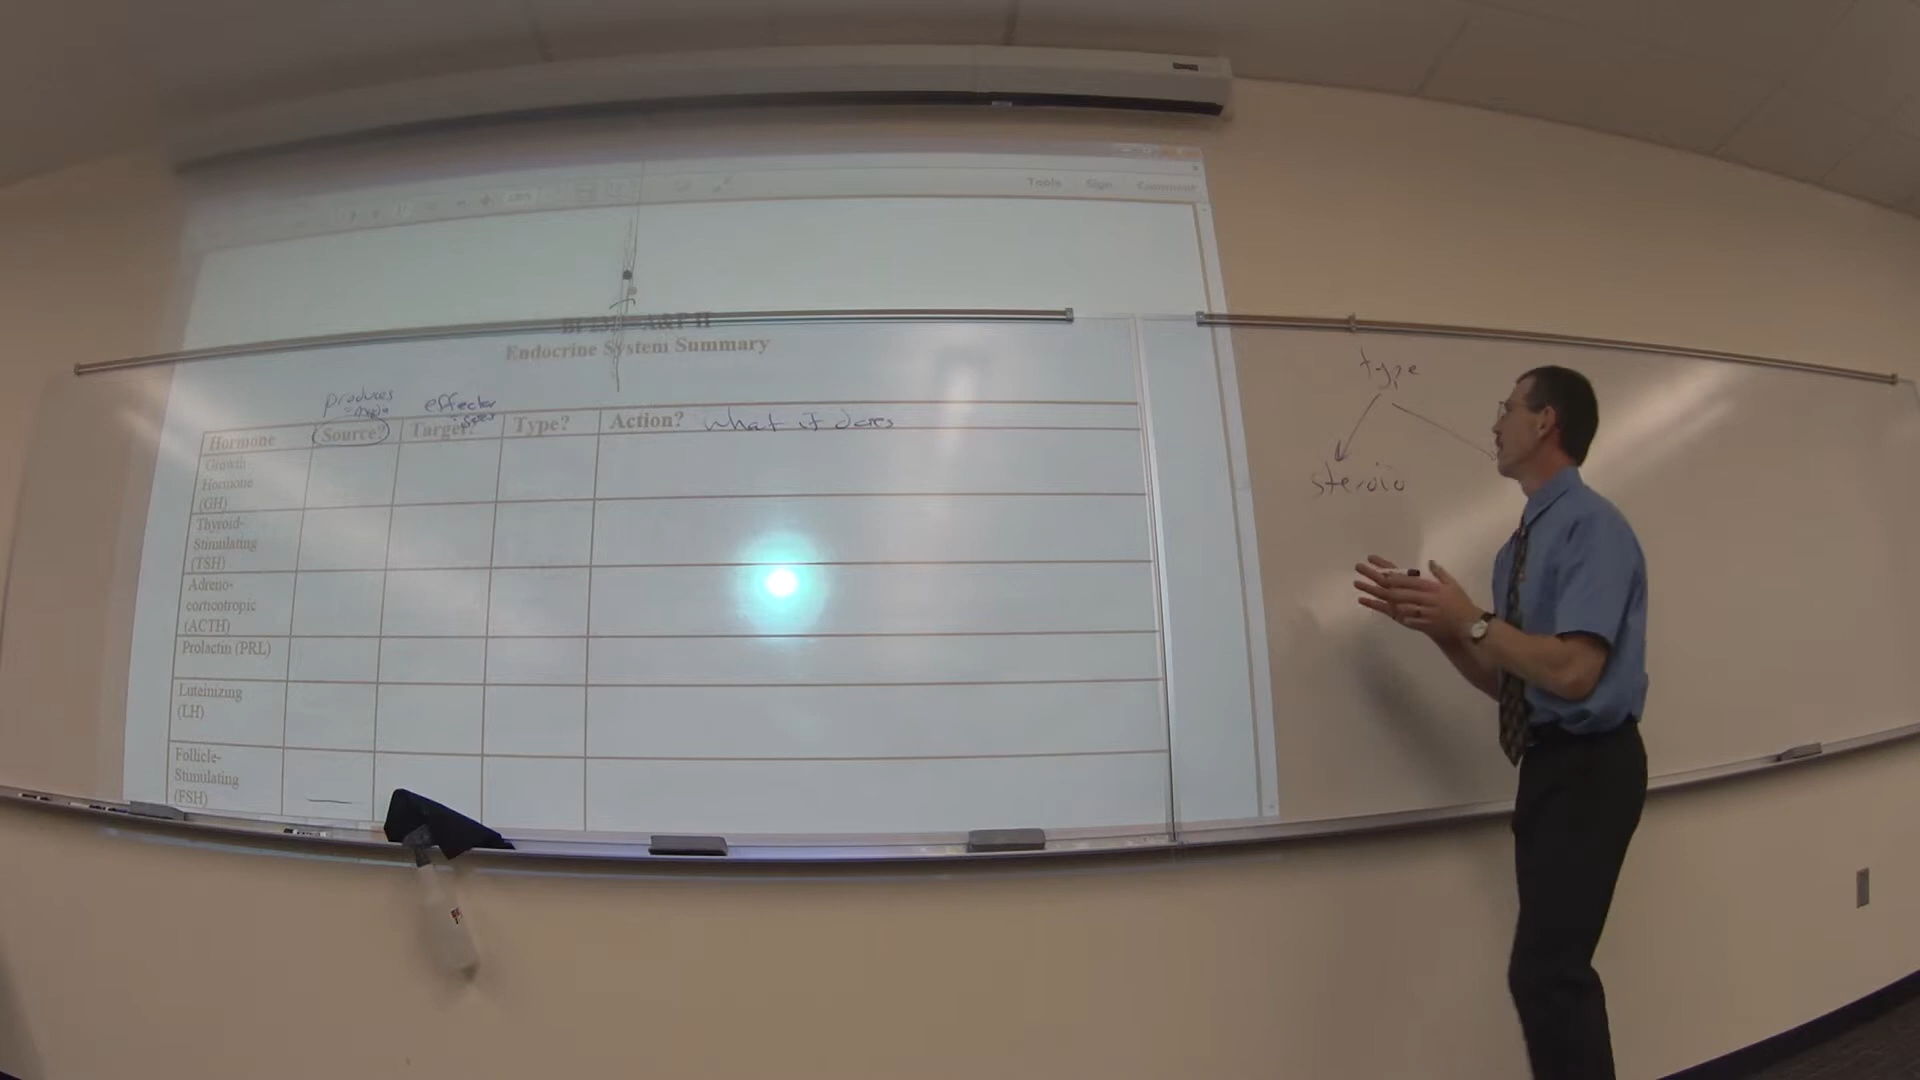 Tools Sign Comment
A&P II
Endocrine System Summary
produces
effector
Hormone Source? Target? Type? Action? what it does
Growth
Hormone
(GH)
Thyroid-
Stimulating
(TSH)
Adreno-
corticotropic
(ACTH)
Prolactin (PRL)
Luteinizing
(LH)
Follicle-
Stimulating
(FSH)
type
steroid